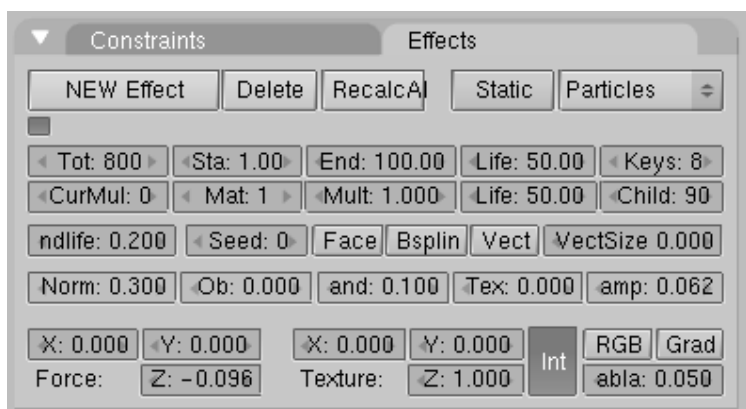 Constraints Effects
NEW Effect Delete RecalcAl Static Particles
Tot: 800 Sta: 1.00 End: 100.00 Life: 50.00 Keys: 8
CurMul: 0 Mat: 1 Mult: 1.000 Life: 50.00 Child: 90
ndlife: 0.200 Seed: 0 Face Bsplin Vect VectSize 0.000
Norm: 0.300 Ob: 0.000 and: 0.100 Tex: 0.000 amp: 0.062
X: 0.000 Y: 0.000 X: 0.000 Y: 0.000 Int RGB Grad
Force: Z: -0.096 Texture: Z: 1.000 abla: 0.050